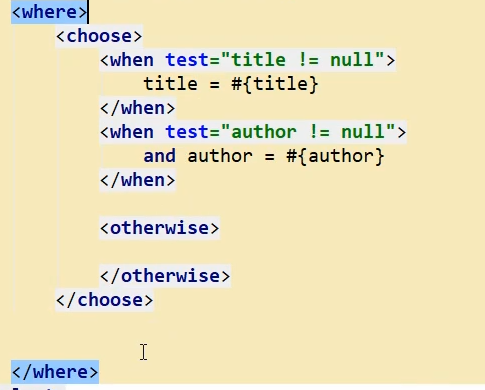 <where>
<choose>
<when test="title != null">
title = #{title}
</when>
<when test="author != null">
and author = #{author}
</when>
<otherwise>
</otherwise>
</choose>
</where>